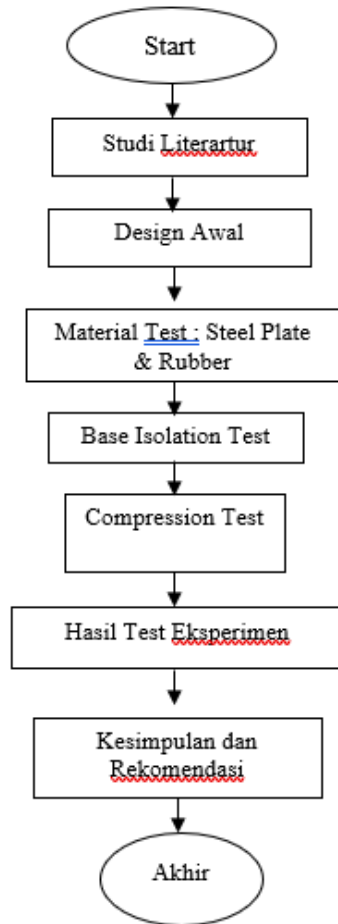 Start
Studi Literartur
Design Awal
Material Test : Steel Plate
& Rubber
Base Isolation Test
Compression Test
Hasil Test Eksperimen
Kesimpulan dan
Rekomendasi
Akhir